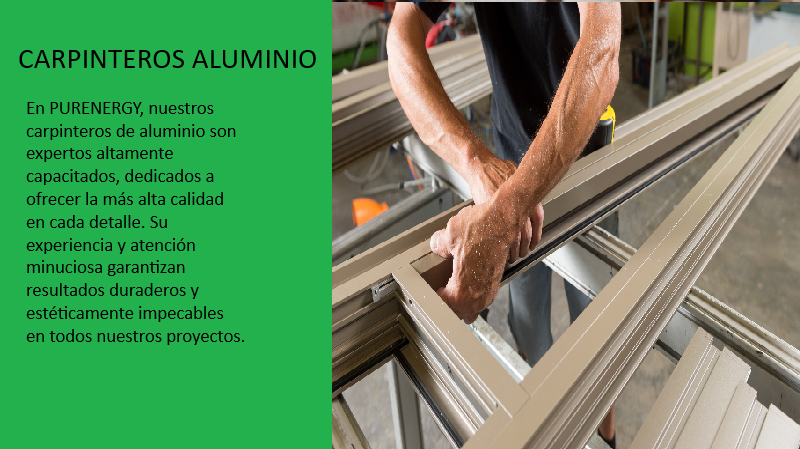 CARPINTEROS ALUMINIO
En PURENERGY, nuestros
carpinteros de aluminio son
expertos altamente
capacitados, dedicados a
ofrecer la más alta calidad
en cada detalle. Su
experiencia y atención
minuciosa garantizan
resultados duraderos y
estéticamente impecables
en todos nuestros proyectos.